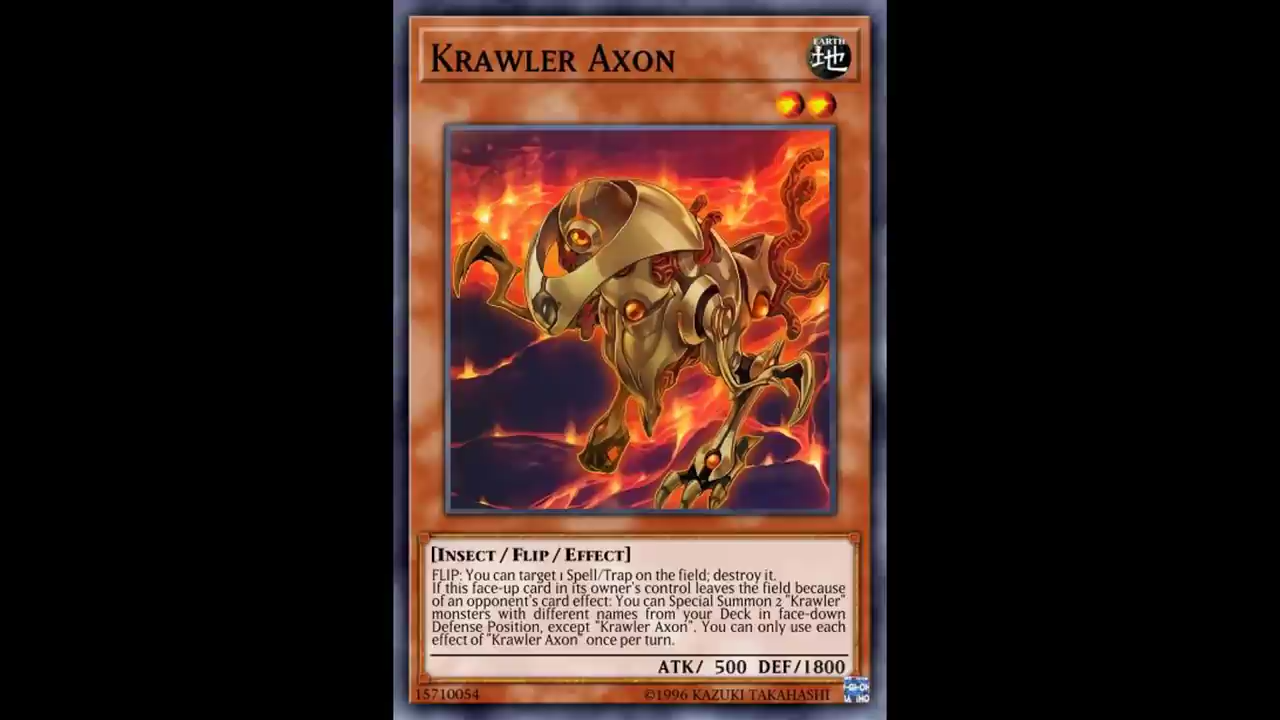 KRAWLER AXON
EARTH
地
[INSECT / FLIP / EFFECT]
FLIP: You can target 1 Spell/Trap on the field; destroy it.
If this face-up card in its owner's control leaves the field because
of an opponent's card effect: You can Special Summon 2 "Krawler"
monsters with different names from your Deck in face-down
Defense Position, except "Krawler Axon". You can only use each
effect of "Krawler Axon" once per turn.
ATK/ 500 DEF/1800
15710054
©1996 KAZUKI TAKAHASHI